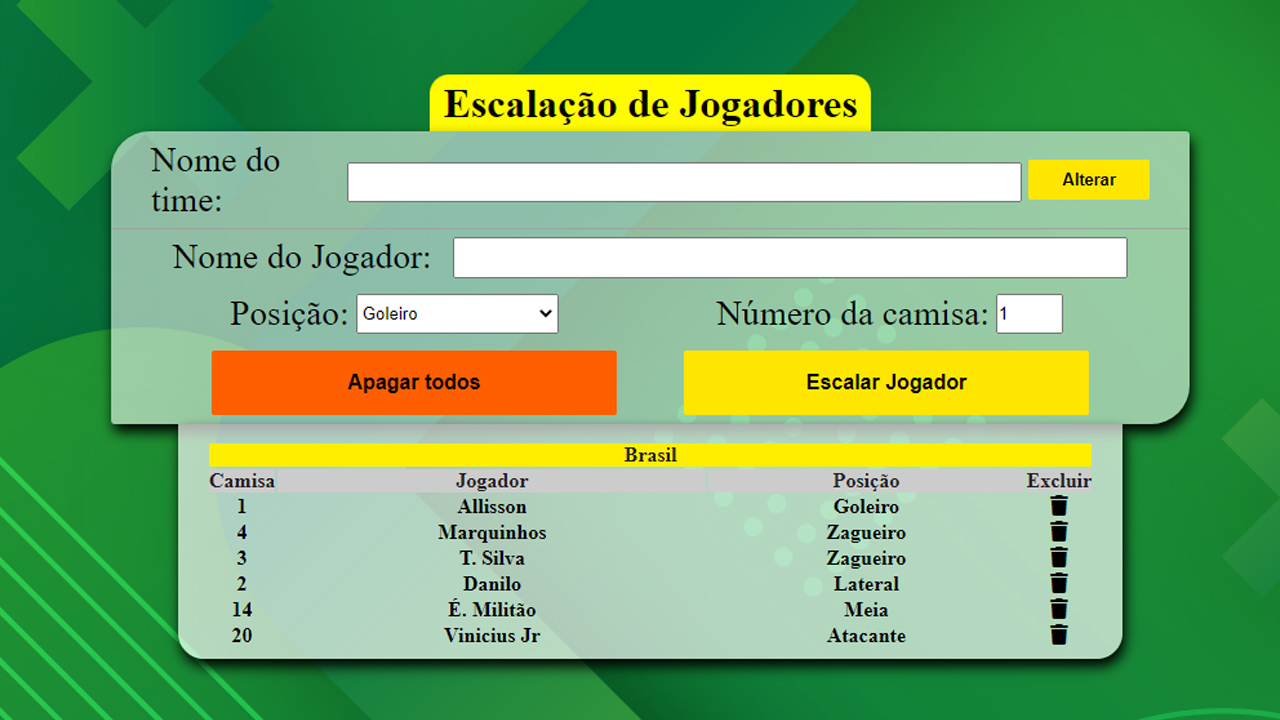 Escalação de Jogadores
Nome do
time:
Alterar
Nome do Jogador:
Posição: Goleiro Número da camisa: 1
Apagar todos Escalar Jogador
Brasil
Camisa Jogador Posição Excluir
1 Allisson Goleiro
4 Marquinhos Zagueiro
3 T. Silva Zagueiro
2 Danilo Lateral
14 É. Militão Meia
20 Vinicius Jr Atacante